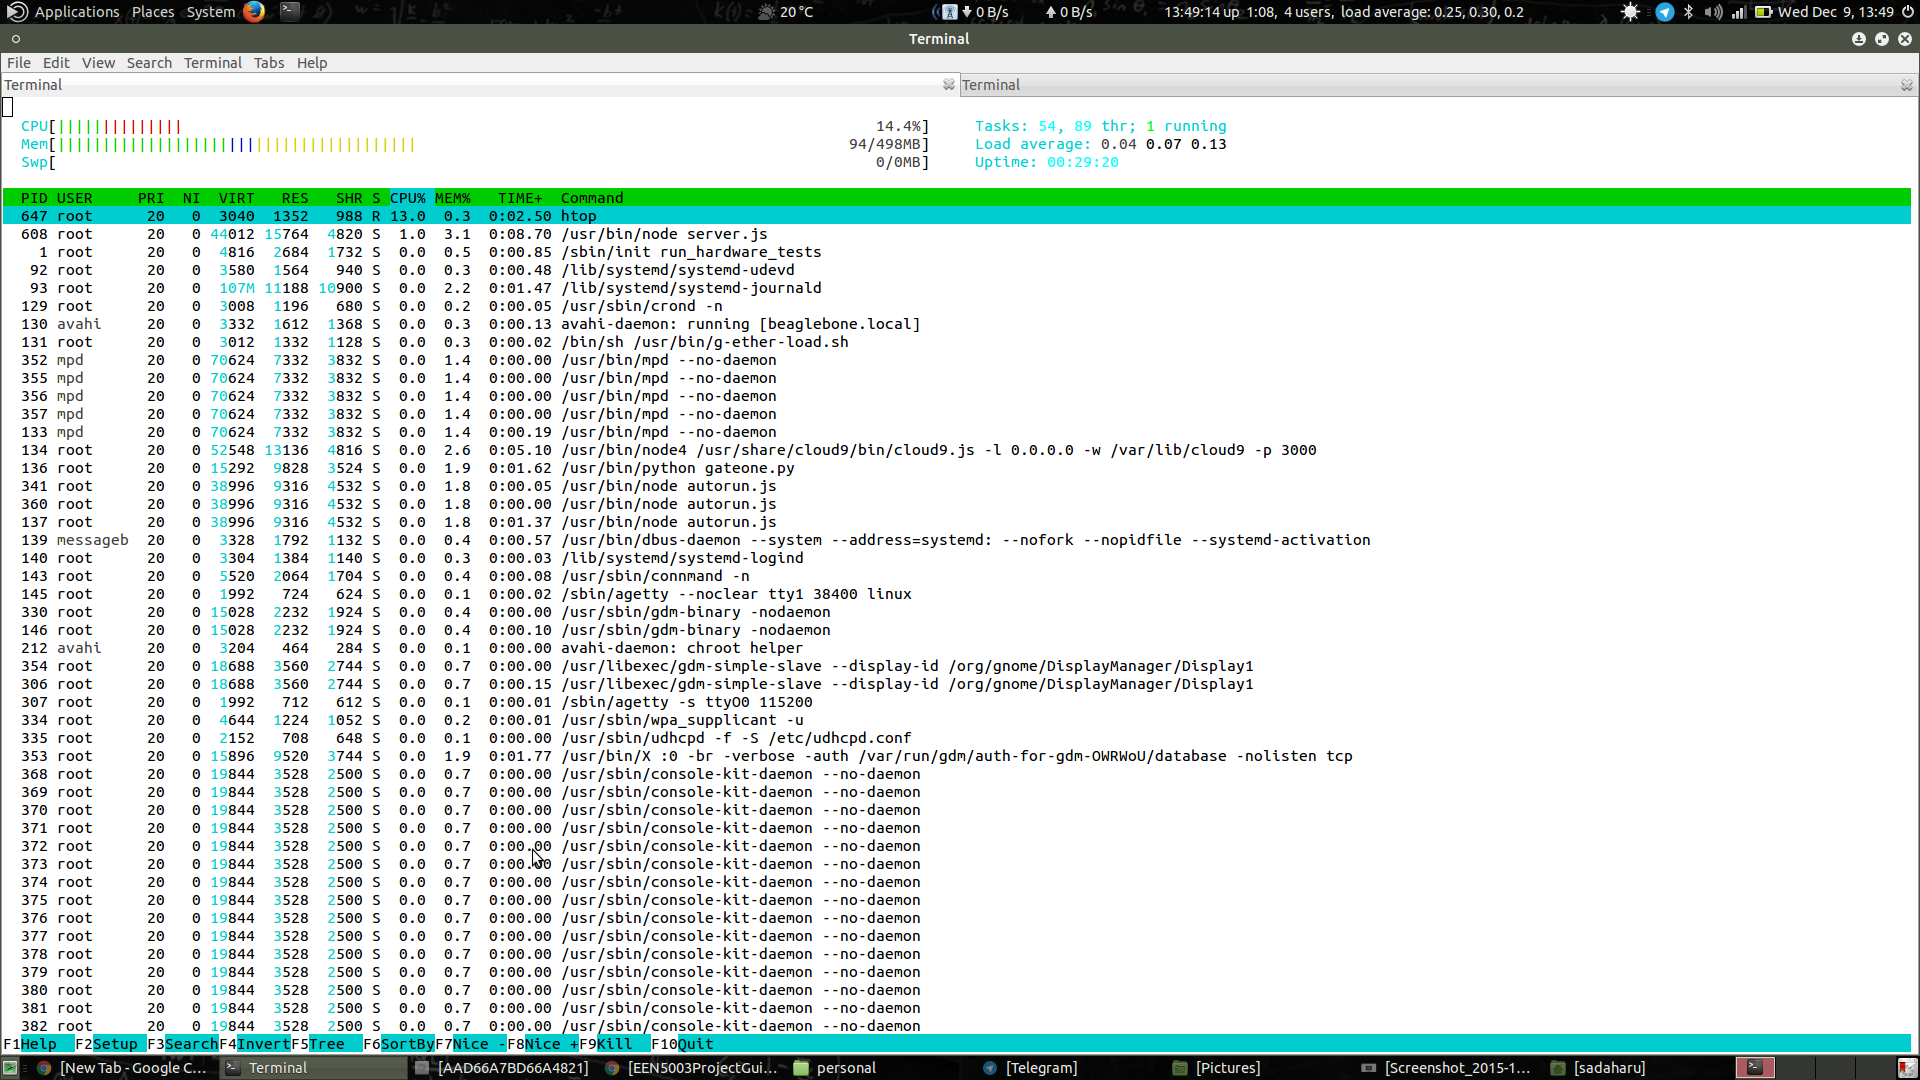 Applications Places System 20 °C 0 B/s 0 B/s 13:49:14 up 1:08, 4 users, load average: 0.25, 0.30, 0.2 Wed Dec 9, 13:49
Terminal
File Edit View Search Terminal Tabs Help
Terminal Terminal
CPU[||||||||||||||| 14.4%] Tasks: 54, 89 thr; 1 running
Mem[|||||||||||||||||||||||||||||||||||||||| 94/498MB] Load average: 0.04 0.07 0.13
Swp[ 0/0MB] Uptime: 00:29:20
PID USER PRI NI VIRT RES SHR S CPU% MEM% TIME+ Command
647 root 20 0 3040 1352 988 R 13.0 0.3 0:02.50 htop
608 root 20 0 44012 15764 4820 S 1.0 3.1 0:08.70 /usr/bin/node server.js
1 root 20 0 4816 2684 1732 S 0.0 0.5 0:00.85 /sbin/init run_hardware_tests
92 root 20 0 3580 1564 940 S 0.0 0.3 0:00.48 /lib/systemd/systemd-udevd
93 root 20 0 107M 11188 10900 S 0.0 2.2 0:01.47 /lib/systemd/systemd-journald
129 root 20 0 3008 1196 680 S 0.0 0.2 0:00.05 /usr/sbin/crond -n
130 avahi 20 0 3332 1612 1368 S 0.0 0.3 0:00.13 avahi-daemon: running [beaglebone.local]
131 root 20 0 3012 1332 1128 S 0.0 0.3 0:00.02 /bin/sh /usr/bin/g-ether-load.sh
352 mpd 20 0 70624 7332 3832 S 0.0 1.4 0:00.00 /usr/bin/mpd --no-daemon
355 mpd 20 0 70624 7332 3832 S 0.0 1.4 0:00.00 /usr/bin/mpd --no-daemon
356 mpd 20 0 70624 7332 3832 S 0.0 1.4 0:00.00 /usr/bin/mpd --no-daemon
357 mpd 20 0 70624 7332 3832 S 0.0 1.4 0:00.00 /usr/bin/mpd --no-daemon
133 mpd 20 0 70624 7332 3832 S 0.0 1.4 0:00.19 /usr/bin/mpd --no-daemon
134 root 20 0 52548 13136 4816 S 0.0 2.6 0:05.10 /usr/bin/node4 /usr/share/cloud9/bin/cloud9.js -l 0.0.0.0 -w /var/lib/cloud9 -p 3000
136 root 20 0 15292 9828 3524 S 0.0 1.9 0:01.62 /usr/bin/python gateone.py
341 root 20 0 38996 9316 4532 S 0.0 1.8 0:00.05 /usr/bin/node autorun.js
360 root 20 0 38996 9316 4532 S 0.0 1.8 0:00.00 /usr/bin/node autorun.js
137 root 20 0 38996 9316 4532 S 0.0 1.8 0:01.37 /usr/bin/node autorun.js
139 messageb 20 0 3328 1792 1132 S 0.0 0.4 0:00.57 /usr/bin/dbus-daemon --system --address=systemd: --nofork --nopidfile --systemd-activation
140 root 20 0 3304 1384 1140 S 0.0 0.3 0:00.03 /lib/systemd/systemd-logind
143 root 20 0 5520 2064 1704 S 0.0 0.4 0:00.08 /usr/sbin/connmand -n
145 root 20 0 1992 724 624 S 0.0 0.1 0:00.02 /sbin/agetty --noclear tty1 38400 linux
330 root 20 0 15028 2232 1924 S 0.0 0.4 0:00.00 /usr/sbin/gdm-binary -nodaemon
146 root 20 0 15028 2232 1924 S 0.0 0.4 0:00.10 /usr/sbin/gdm-binary -nodaemon
212 avahi 20 0 3204 464 284 S 0.0 0.1 0:00.00 avahi-daemon: chroot helper
354 root 20 0 18688 3560 2744 S 0.0 0.7 0:00.00 /usr/libexec/gdm-simple-slave --display-id /org/gnome/DisplayManager/Display1
306 root 20 0 18688 3560 2744 S 0.0 0.7 0:00.15 /usr/libexec/gdm-simple-slave --display-id /org/gnome/DisplayManager/Display1
307 root 20 0 1992 712 612 S 0.0 0.1 0:00.01 /sbin/agetty -s ttyO0 115200
334 root 20 0 4644 1224 1052 S 0.0 0.2 0:00.01 /usr/sbin/wpa_supplicant -u
335 root 20 0 2152 708 648 S 0.0 0.1 0:00.00 /usr/sbin/udhcpd -f -S /etc/udhcpd.conf
353 root 20 0 15896 9520 3744 S 0.0 1.9 0:01.77 /usr/bin/X :0 -br -verbose -auth /var/run/gdm/auth-for-gdm-OWRWoU/database -nolisten tcp
368 root 20 0 19844 3528 2500 S 0.0 0.7 0:00.00 /usr/sbin/console-kit-daemon --no-daemon
369 root 20 0 19844 3528 2500 S 0.0 0.7 0:00.00 /usr/sbin/console-kit-daemon --no-daemon
370 root 20 0 19844 3528 2500 S 0.0 0.7 0:00.00 /usr/sbin/console-kit-daemon --no-daemon
371 root 20 0 19844 3528 2500 S 0.0 0.7 0:00.00 /usr/sbin/console-kit-daemon --no-daemon
372 root 20 0 19844 3528 2500 S 0.0 0.7 0:00.00 /usr/sbin/console-kit-daemon --no-daemon
373 root 20 0 19844 3528 2500 S 0.0 0.7 0:00.00 /usr/sbin/console-kit-daemon --no-daemon
374 root 20 0 19844 3528 2500 S 0.0 0.7 0:00.00 /usr/sbin/console-kit-daemon --no-daemon
375 root 20 0 19844 3528 2500 S 0.0 0.7 0:00.00 /usr/sbin/console-kit-daemon --no-daemon
376 root 20 0 19844 3528 2500 S 0.0 0.7 0:00.00 /usr/sbin/console-kit-daemon --no-daemon
377 root 20 0 19844 3528 2500 S 0.0 0.7 0:00.00 /usr/sbin/console-kit-daemon --no-daemon
378 root 20 0 19844 3528 2500 S 0.0 0.7 0:00.00 /usr/sbin/console-kit-daemon --no-daemon
379 root 20 0 19844 3528 2500 S 0.0 0.7 0:00.00 /usr/sbin/console-kit-daemon --no-daemon
380 root 20 0 19844 3528 2500 S 0.0 0.7 0:00.00 /usr/sbin/console-kit-daemon --no-daemon
381 root 20 0 19844 3528 2500 S 0.0 0.7 0:00.00 /usr/sbin/console-kit-daemon --no-daemon
382 root 20 0 19844 3528 2500 S 0.0 0.7 0:00.00 /usr/sbin/console-kit-daemon --no-daemon
F1Help F2Setup F3SearchF4InvertF5Tree F6SortByF7Nice -F8Nice +F9Kill F10Quit
[New Tab - Google C... Terminal [AAD66A7BD66A4821] [EEN5003ProjectGui... personal [Telegram] [Pictures] [Screenshot_2015-1... [sadaharu]